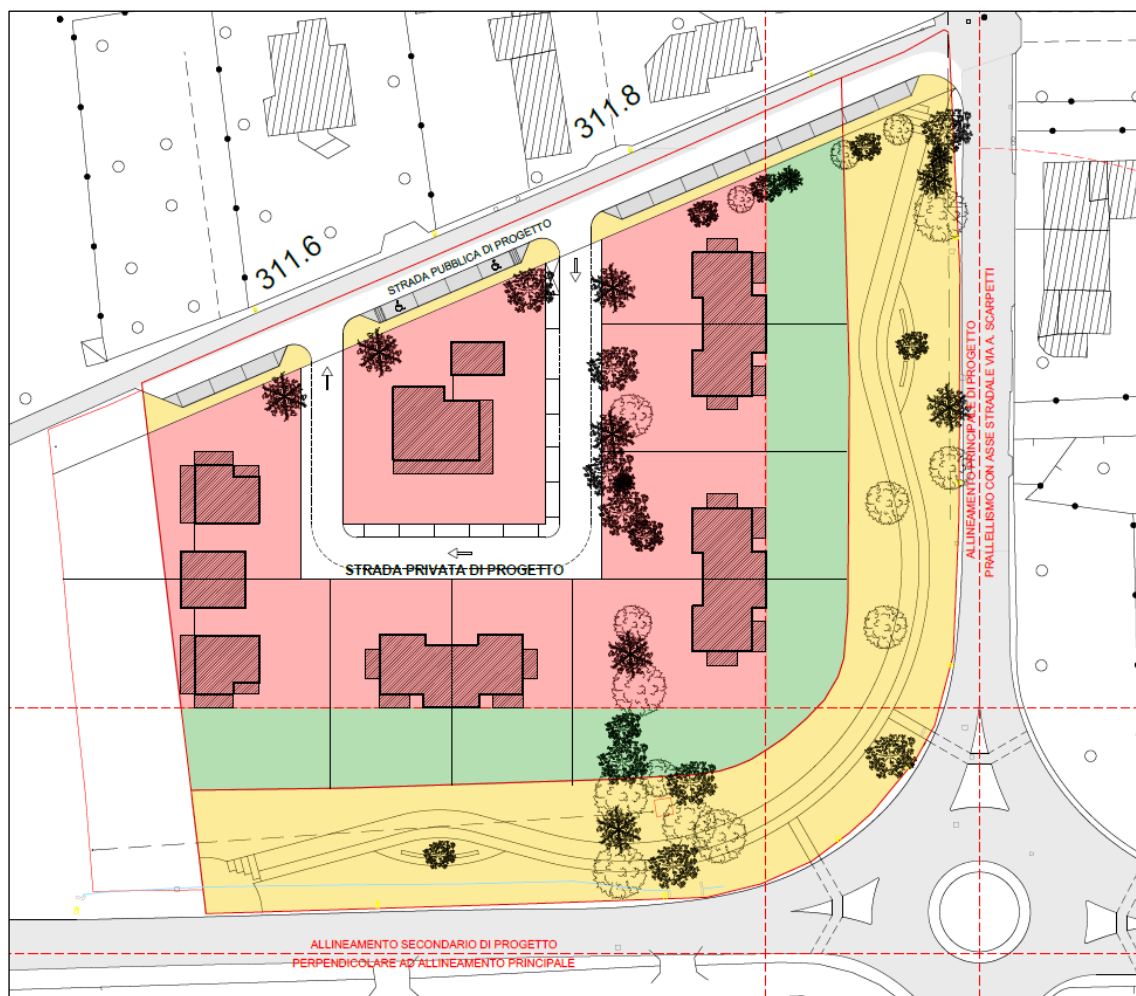 311.8
311.6
STRADA PUBBLICA DI PROGETTO
STRADA PRIVATA DI PROGETTO
ALLINEAMENTO PRINCIPALE DI PROGETTO
PRALLELLISMO CON ASSE STRADALE VIA A. SCARPETTI
ALLINEAMENTO SECONDARIO DI PROGETTO
PERPENDICOLARE AD ALLINEAMENTO PRINCIPALE